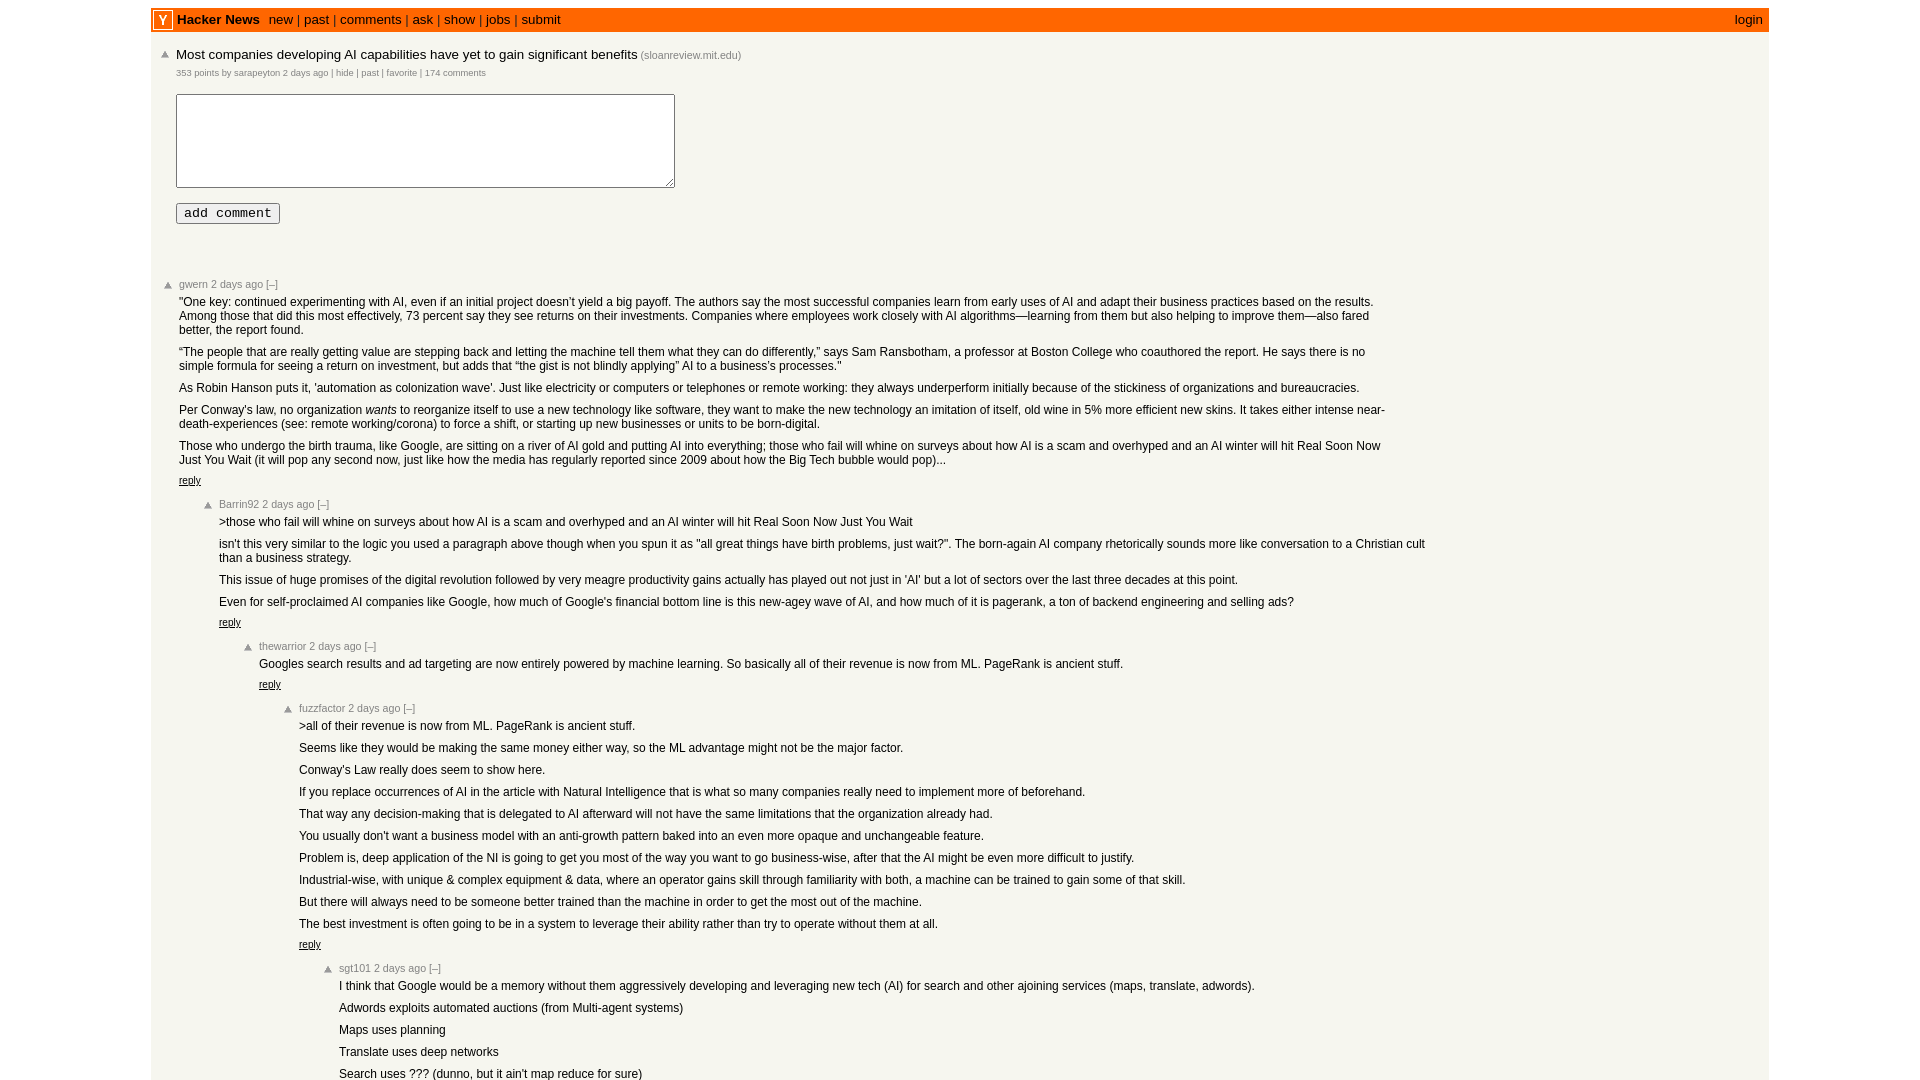 Y Hacker News new | past | comments | ask | show | jobs | submit login
Most companies developing AI capabilities have yet to gain significant benefits (sloanreview.mit.edu)
353 points by sarapeyton 2 days ago | hide | past | favorite | 174 comments
add comment
gwern 2 days ago [–]
"One key: continued experimenting with AI, even if an initial project doesn’t yield a big payoff. The authors say the most successful companies learn from early uses of AI and adapt their business practices based on the results.
Among those that did this most effectively, 73 percent say they see returns on their investments. Companies where employees work closely with AI algorithms—learning from them but also helping to improve them—also fared
better, the report found.
“The people that are really getting value are stepping back and letting the machine tell them what they can do differently,” says Sam Ransbotham, a professor at Boston College who coauthored the report. He says there is no
simple formula for seeing a return on investment, but adds that “the gist is not blindly applying” AI to a business’s processes."
As Robin Hanson puts it, 'automation as colonization wave'. Just like electricity or computers or telephones or remote working: they always underperform initially because of the stickiness of organizations and bureaucracies.
Per Conway's law, no organization wants to reorganize itself to use a new technology like software, they want to make the new technology an imitation of itself, old wine in 5% more efficient new skins. It takes either intense near-
death-experiences (see: remote working/corona) to force a shift, or starting up new businesses or units to be born-digital.
Those who undergo the birth trauma, like Google, are sitting on a river of AI gold and putting AI into everything; those who fail will whine on surveys about how AI is a scam and overhyped and an AI winter will hit Real Soon Now
Just You Wait (it will pop any second now, just like how the media has regularly reported since 2009 about how the Big Tech bubble would pop)...
reply
Barrin92 2 days ago [–]
>those who fail will whine on surveys about how AI is a scam and overhyped and an AI winter will hit Real Soon Now Just You Wait
isn't this very similar to the logic you used a paragraph above though when you spun it as "all great things have birth problems, just wait?". The born-again AI company rhetorically sounds more like conversation to a Christian cult
than a business strategy.
This issue of huge promises of the digital revolution followed by very meagre productivity gains actually has played out not just in 'AI' but a lot of sectors over the last three decades at this point.
Even for self-proclaimed AI companies like Google, how much of Google's financial bottom line is this new-agey wave of AI, and how much of it is pagerank, a ton of backend engineering and selling ads?
reply
thewarrior 2 days ago [–]
Googles search results and ad targeting are now entirely powered by machine learning. So basically all of their revenue is now from ML. PageRank is ancient stuff.
reply
fuzzfactor 2 days ago [–]
>all of their revenue is now from ML. PageRank is ancient stuff.
Seems like they would be making the same money either way, so the ML advantage might not be the major factor.
Conway's Law really does seem to show here.
If you replace occurrences of AI in the article with Natural Intelligence that is what so many companies really need to implement more of beforehand.
That way any decision-making that is delegated to AI afterward will not have the same limitations that the organization already had.
You usually don't want a business model with an anti-growth pattern baked into an even more opaque and unchangeable feature.
Problem is, deep application of the NI is going to get you most of the way you want to go business-wise, after that the AI might be even more difficult to justify.
Industrial-wise, with unique & complex equipment & data, where an operator gains skill through familiarity with both, a machine can be trained to gain some of that skill.
But there will always need to be someone better trained than the machine in order to get the most out of the machine.
The best investment is often going to be in a system to leverage their ability rather than try to operate without them at all.
reply
sgt101 2 days ago [–]
I think that Google would be a memory without them aggressively developing and leveraging new tech (AI) for search and other ajoining services (maps, translate, adwords).
Adwords exploits automated auctions (from Multi-agent systems)
Maps uses planning
Translate uses deep networks
Search uses ??? (dunno, but it ain't map reduce for sure)